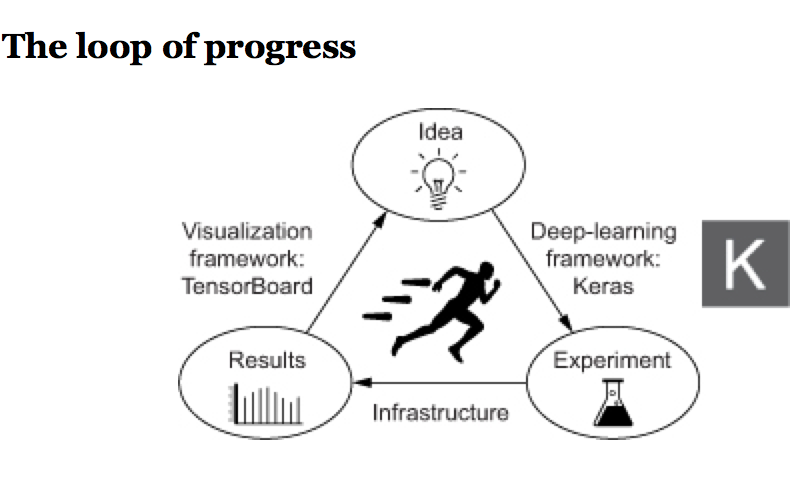 The loop of progress
Idea
Visualization
framework:
TensorBoard
Deep-learning
framework:
Keras
K
Results
Experiment
Infrastructure